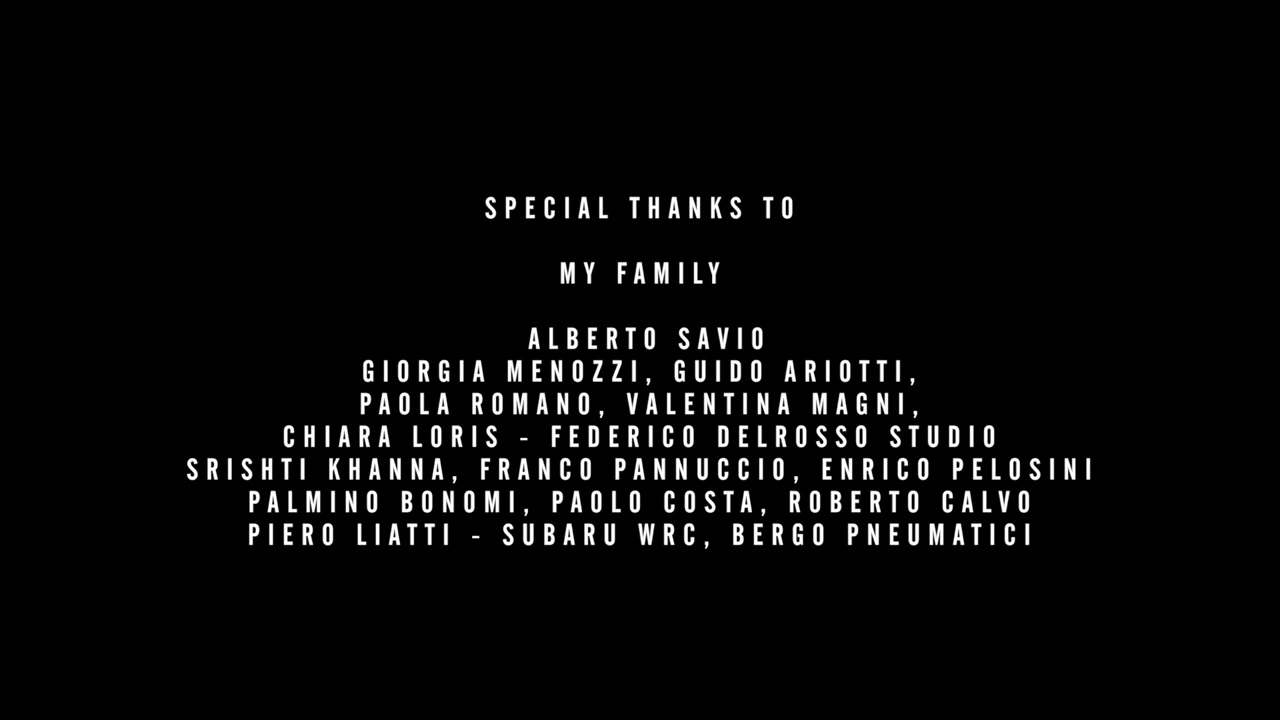 SPECIAL THANKS TO
MY FAMILY
ALBERTO SAVIO
GIORGIA MENOZZI, GUIDO ARIOTTI,
PAOLA ROMANO, VALENTINA MAGNI,
CHIARA LORIS - FEDERICO DELROSSO STUDIO
SRISHTI KHANNA, FRANCO PANNUCCIO, ENRICO PELOSINI
PALMINO BONOMI, PAOLO COSTA, ROBERTO CALVO
PIERO LIATTI - SUBARU WRC, BERGO PNEUMATICI